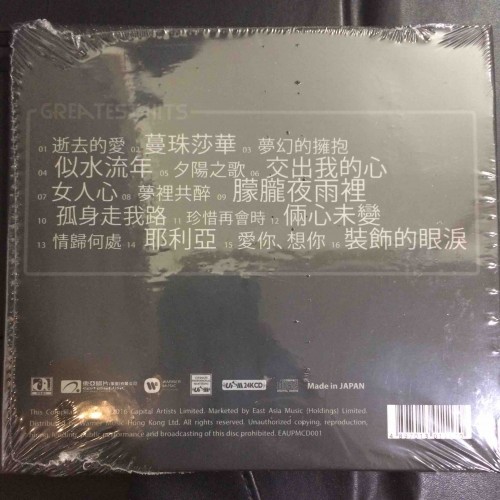 GREATEST HITS
01 逝去的愛 02 蔓珠莎華 03 夢幻的擁抱
04 似水流年 05 夕陽之歌 06 交出我的心
07 女人心 08 夢裡共醉 09 朦朧夜雨裡
10 孤身走我路 11 珍惜再會時 12 倆心未變
13 情歸何處 14 耶利亞 15 愛你、想你 16 裝飾的眼淚
Made in JAPAN
This 2016 Capital Artists Limited. Marketed by East Asia Music (Holdings) Limited.
Distributed by Warner Music Hong Kong Ltd. All rights reserved. Unauthorized copying, reproduction,
hiring, lending, public performance and broadcasting of this disc prohibited. EAUPMCD001